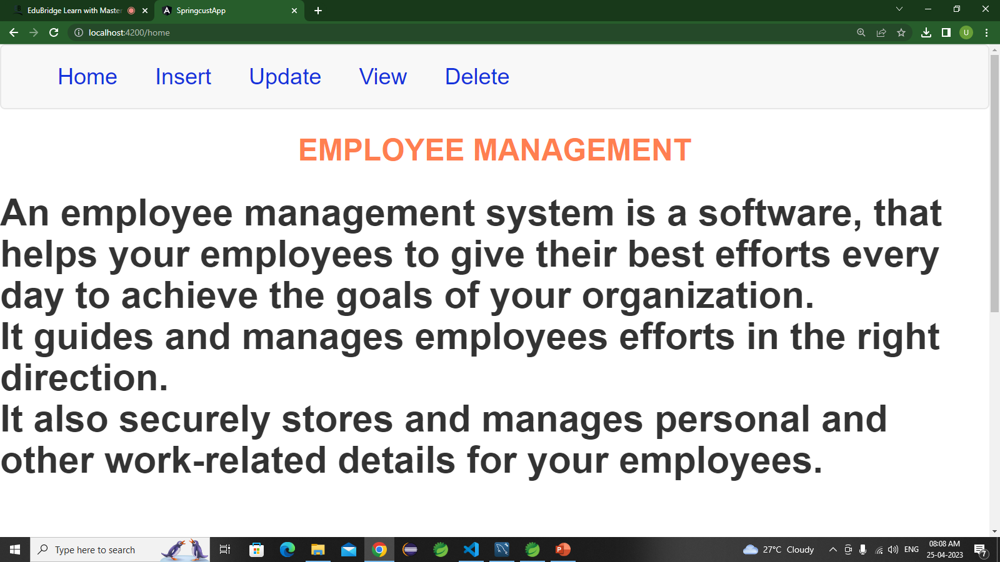 EduBridge Learn with Master
SpringcustApp
localhost:4200/home
U
Home Insert Update View Delete
EMPLOYEE MANAGEMENT
An employee management system is a software, that
helps your employees to give their best efforts every
day to achieve the goals of your organization.
It guides and manages employees efforts in the right
direction.
It also securely stores and manages personal and
other work-related details for your employees.
Type here to search
27°C Cloudy
ENG
08:08 AM
25-04-2023
7